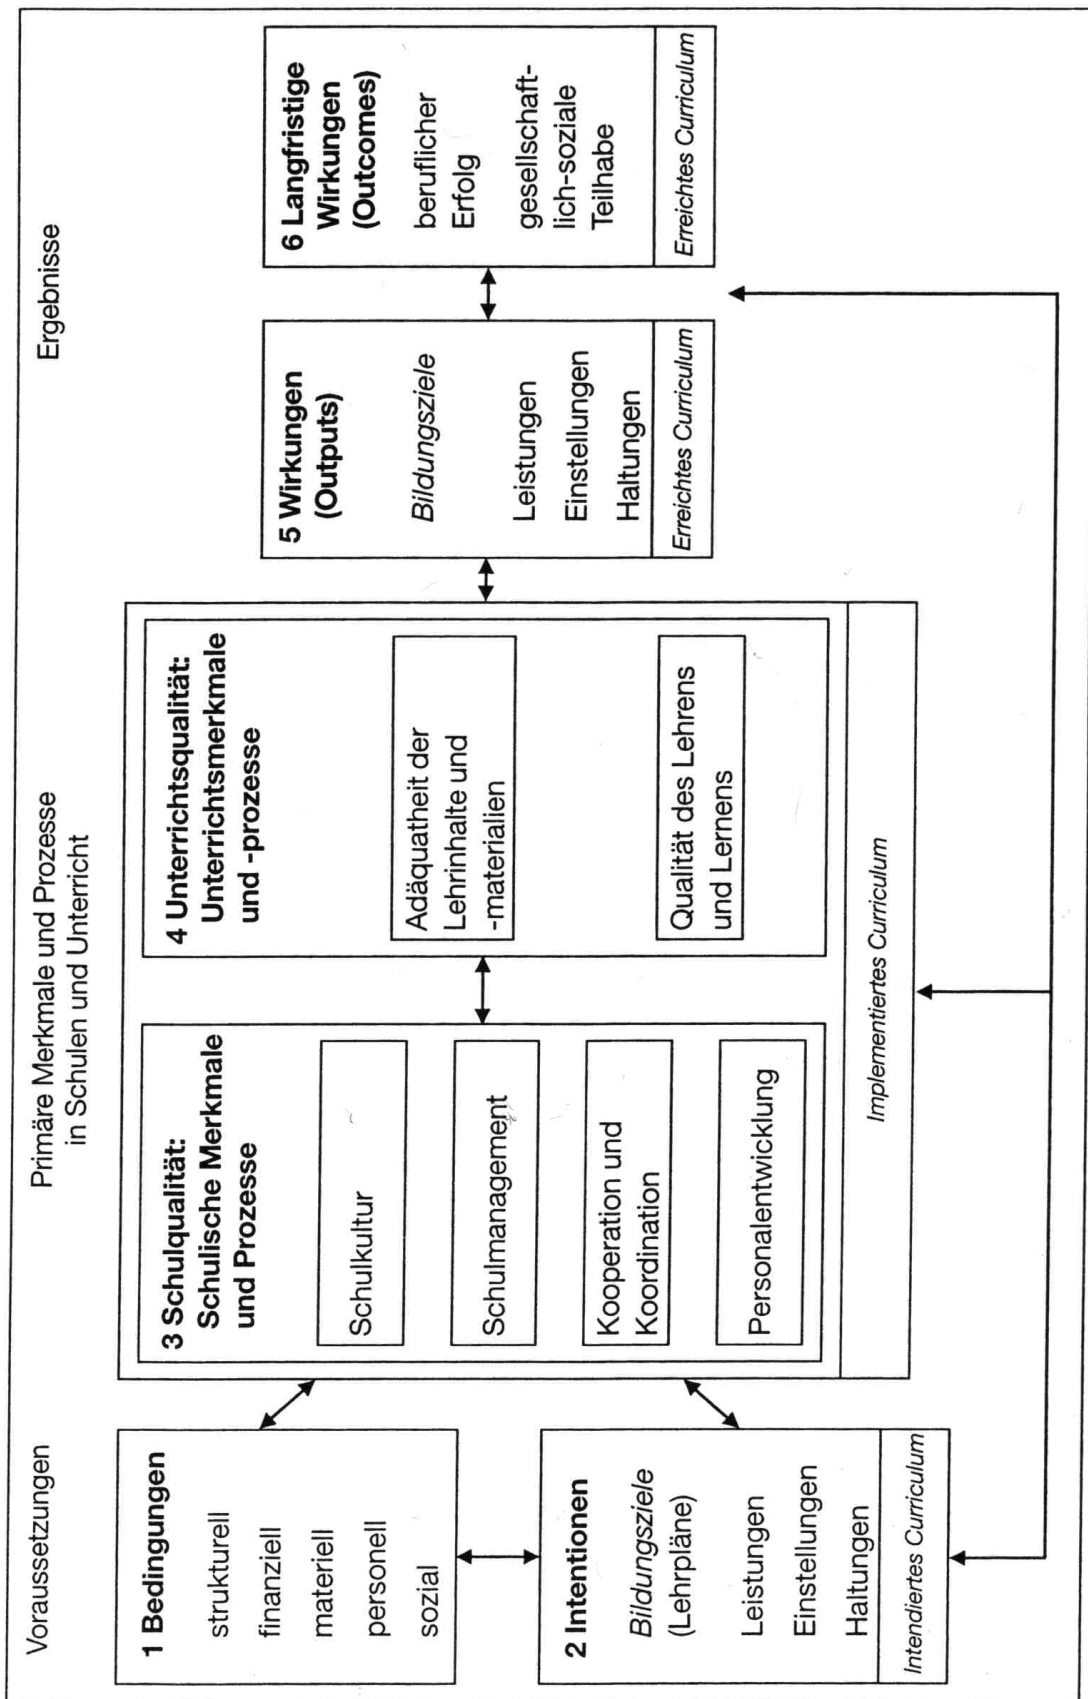 Voraussetzungen
Primäre Merkmale und Prozesse
in Schulen und Unterricht
Ergebnisse
1 Bedingungen
strukturell
finanziell
materiell
personell
sozial
2 Intentionen
Bildungsziele
(Lehrpläne)
Leistungen
Einstellungen
Haltungen
Intendiertes Curriculum
3 Schulqualität:
Schulische Merkmale
und Prozesse
Schulkultur
Schulmanagement
Kooperation und
Koordination
Personalentwicklung
4 Unterrichtsqualität:
Unterrichtsmerkmale
und -prozesse
Adäquatheit der
Lehrinhalte und
-materialien
Qualität des Lehrens
und Lernens
Implementiertes Curriculum
5 Wirkungen
(Outputs)
Bildungsziele
Leistungen
Einstellungen
Haltungen
Erreichtes Curriculum
6 Langfristige
Wirkungen
(Outcomes)
beruflicher
Erfolg
gesellschaft-
lich-soziale
Teilhabe
Erreichtes Curriculum